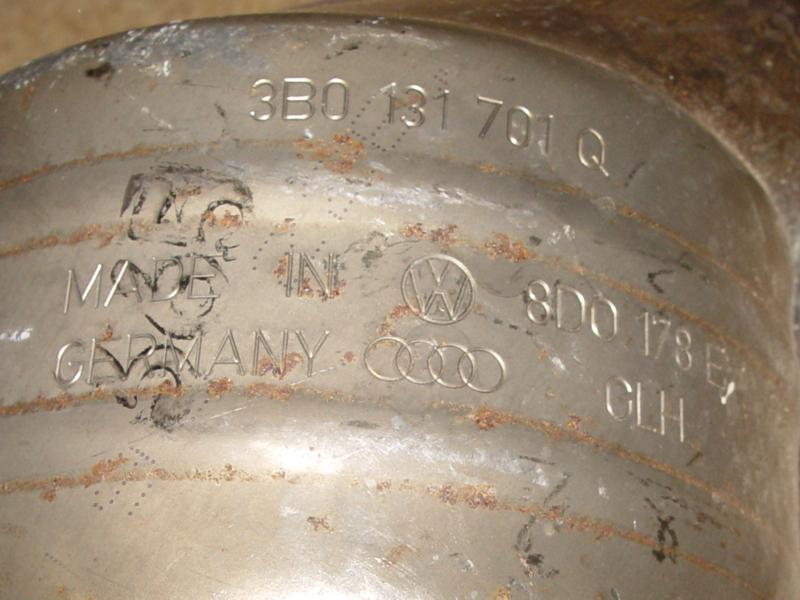 3B0 131 701 Q
MADE IN
GERMANY
8D0 178 E
GLH